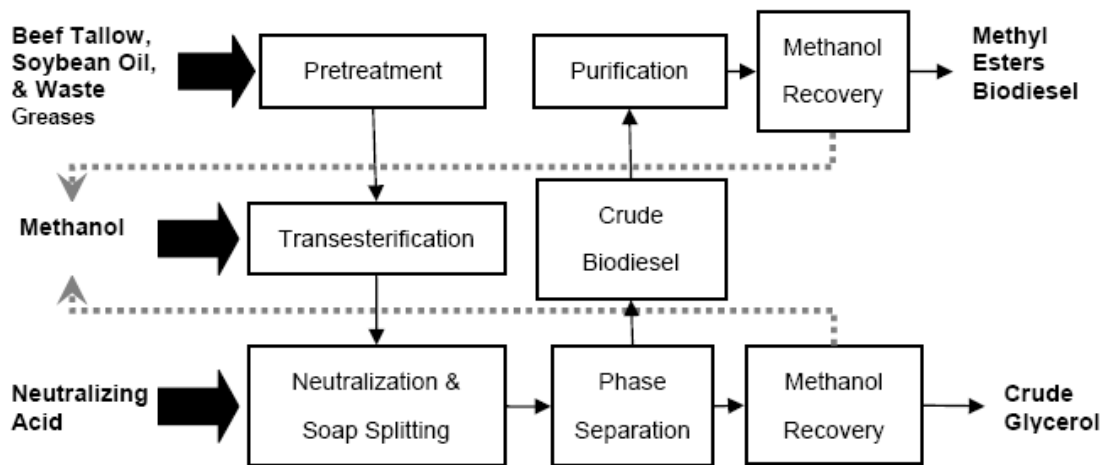 Beef Tallow,
Soybean Oil,
& Waste
Greases
Pretreatment
Purification
Methanol
Recovery
Methyl
Esters
Biodiesel
Methanol
Transesterification
Crude
Biodiesel
Neutralizing
Acid
Neutralization &
Soap Splitting
Phase
Separation
Methanol
Recovery
Crude
Glycerol